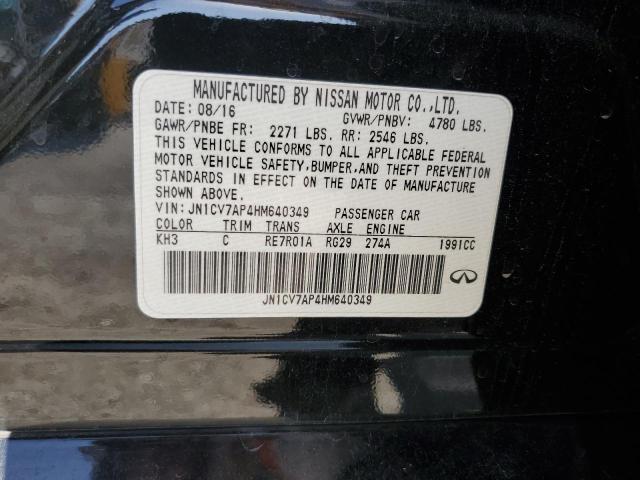 MANUFACTURED BY NISSAN MOTOR CO.,LTD.
DATE: 08/16 GVWR/PNBV: 4780 LBS.
GAWR/PNBE FR: 2271 LBS. RR: 2546 LBS.
THIS VEHICLE CONFORMS TO ALL APPLICABLE FEDERAL
MOTOR VEHICLE SAFETY, BUMPER, AND THEFT PREVENTION
STANDARDS IN EFFECT ON THE DATE OF MANUFACTURE
SHOWN ABOVE.
VIN: JN1CV7AP4HM640349 PASSENGER CAR
COLOR TRIM TRANS AXLE ENGINE
KH3 C RE7R01A RG29 274A 1991CC
JN1CV7AP4HM640349